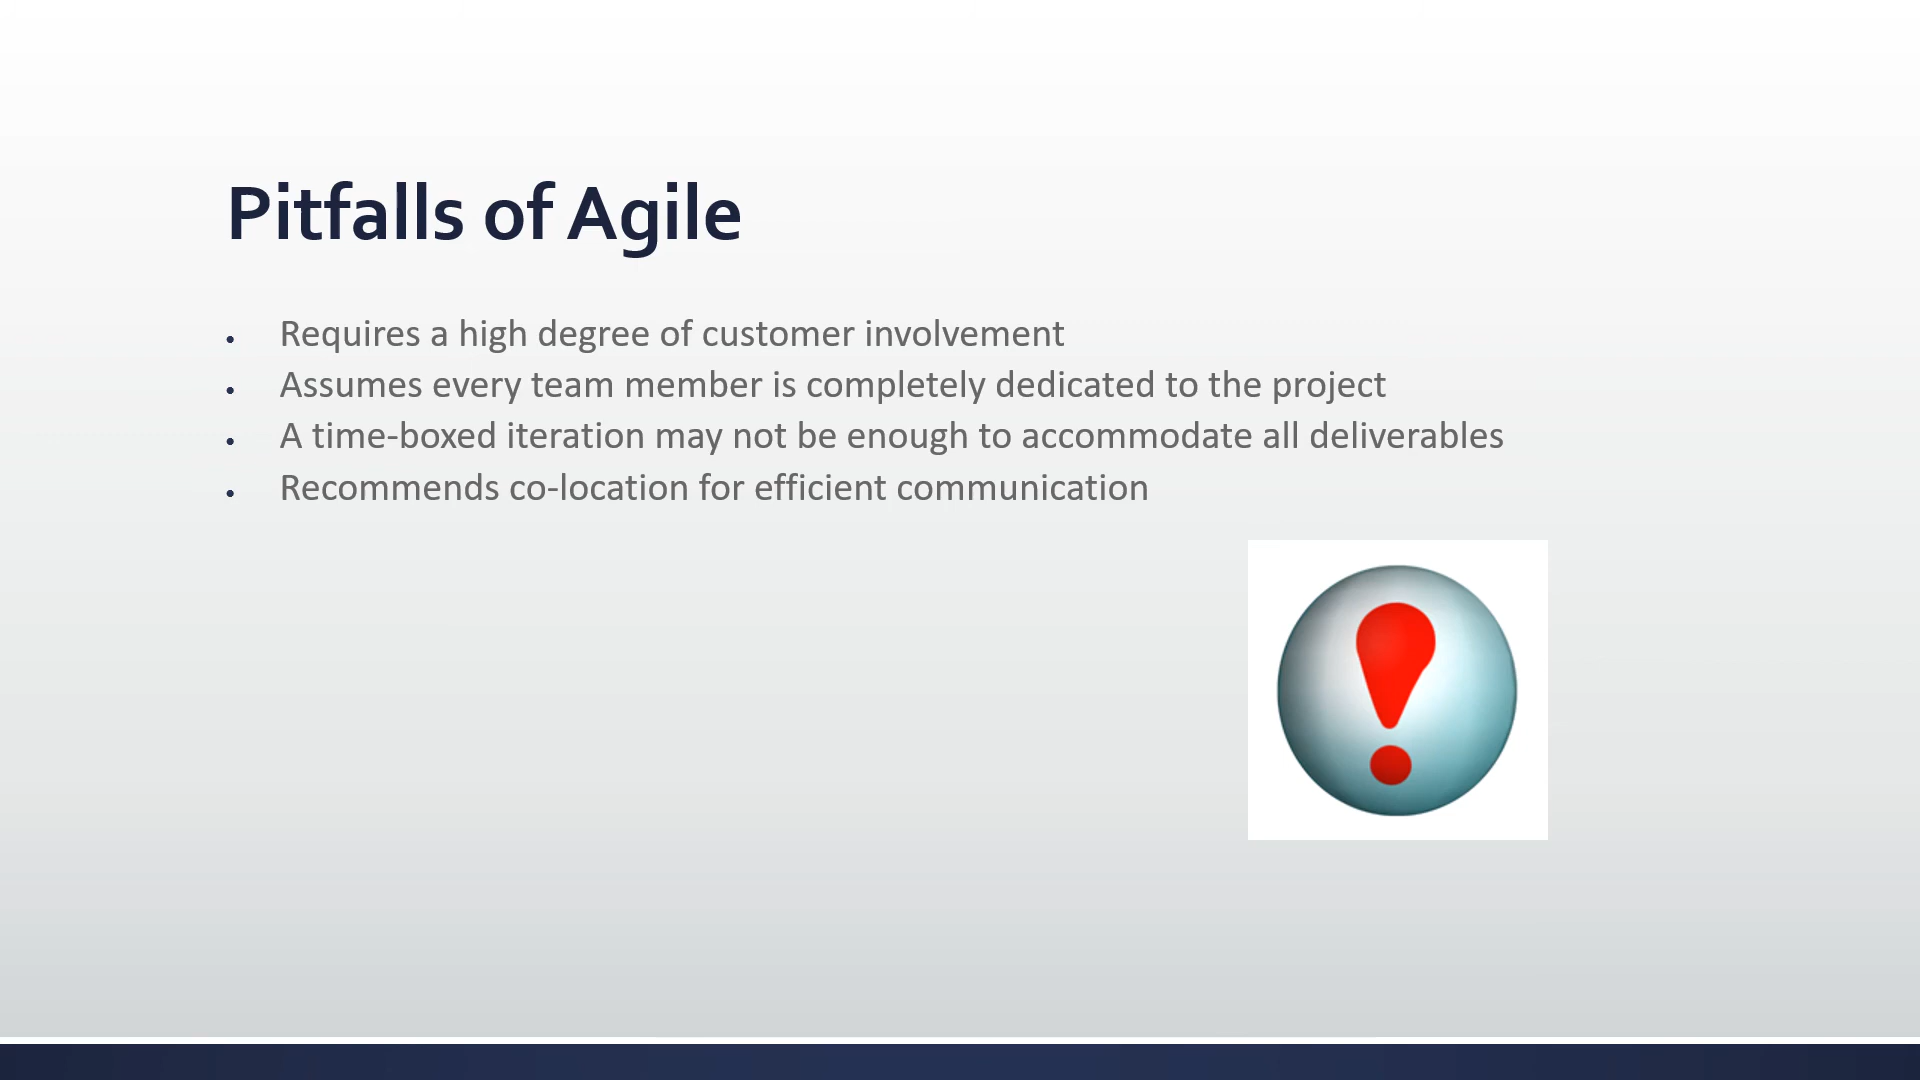 Pitfalls of Agile
• Requires a high degree of customer involvement
• Assumes every team member is completely dedicated to the project
• A time-boxed iteration may not be enough to accommodate all deliverables
• Recommends co-location for efficient communication
!